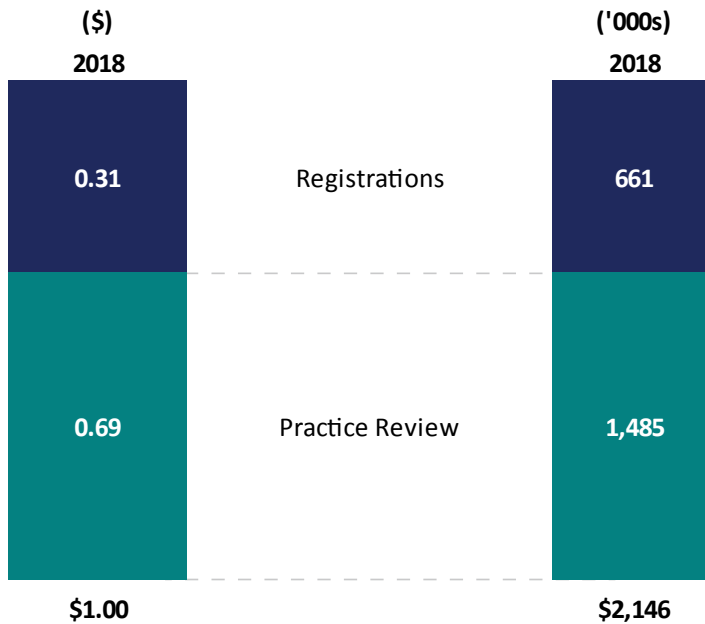 ($) ('000s)
2018 2018
0.31 Registrations 661
0.69 Practice Review 1,485
$1.00 $2,146